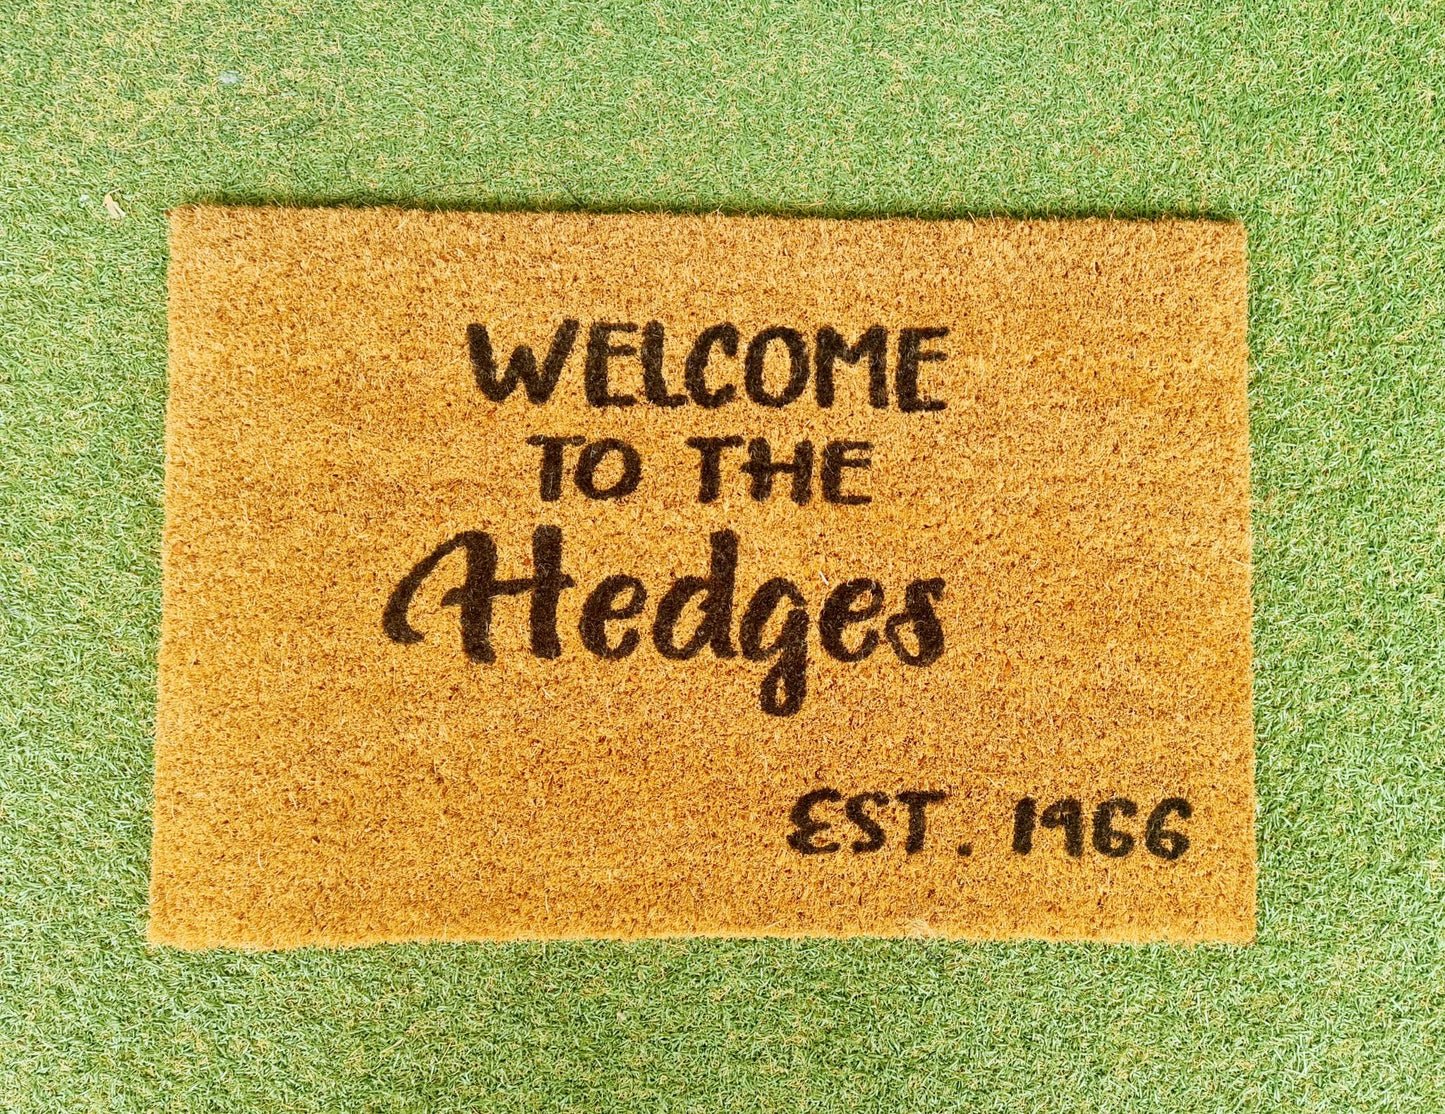 WELCOME
TO THE
Hedges
EST. 1966